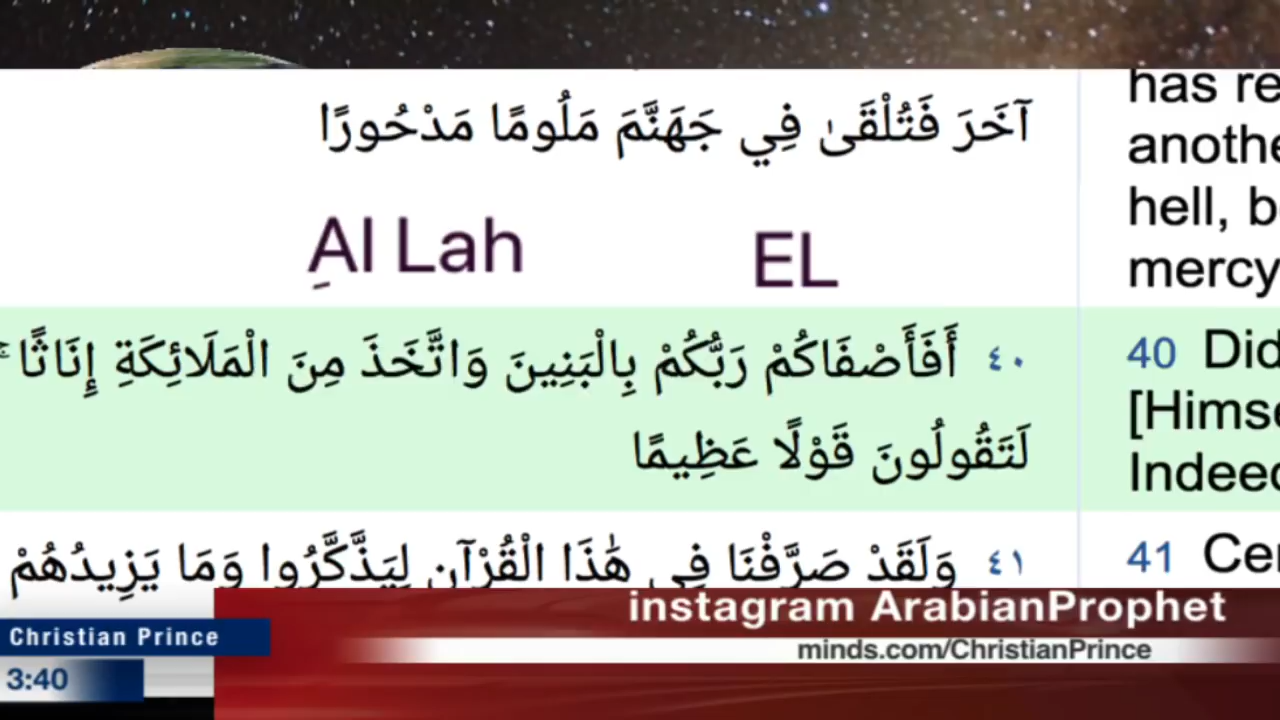 آخَرَ فَتُلْقَىٰ فِي جَهَنَّمَ مَلُومًا مَدْحُورًا
has re
anothe
hell, b
mercy
Al Lah EL
٤٠ أَفَأَصْفَاكُمْ رَبُّكُمْ بِالْبَنِينَ وَاتَّخَذَ مِنَ الْمَلَائِكَةِ إِنَاثًا ۚ
لَتَقُولُونَ قَوْلًا عَظِيمًا
40 Did
[Himse
Indeed
٤١ وَلَقَدْ صَرَّفْنَا فِي هَٰذَا الْقُرْآنِ لِيَذَّكَّرُوا وَمَا يَزِيدُهُمْ
41 Cer
instagram ArabianProphet
minds.com/ChristianPrince
Christian Prince
3:40